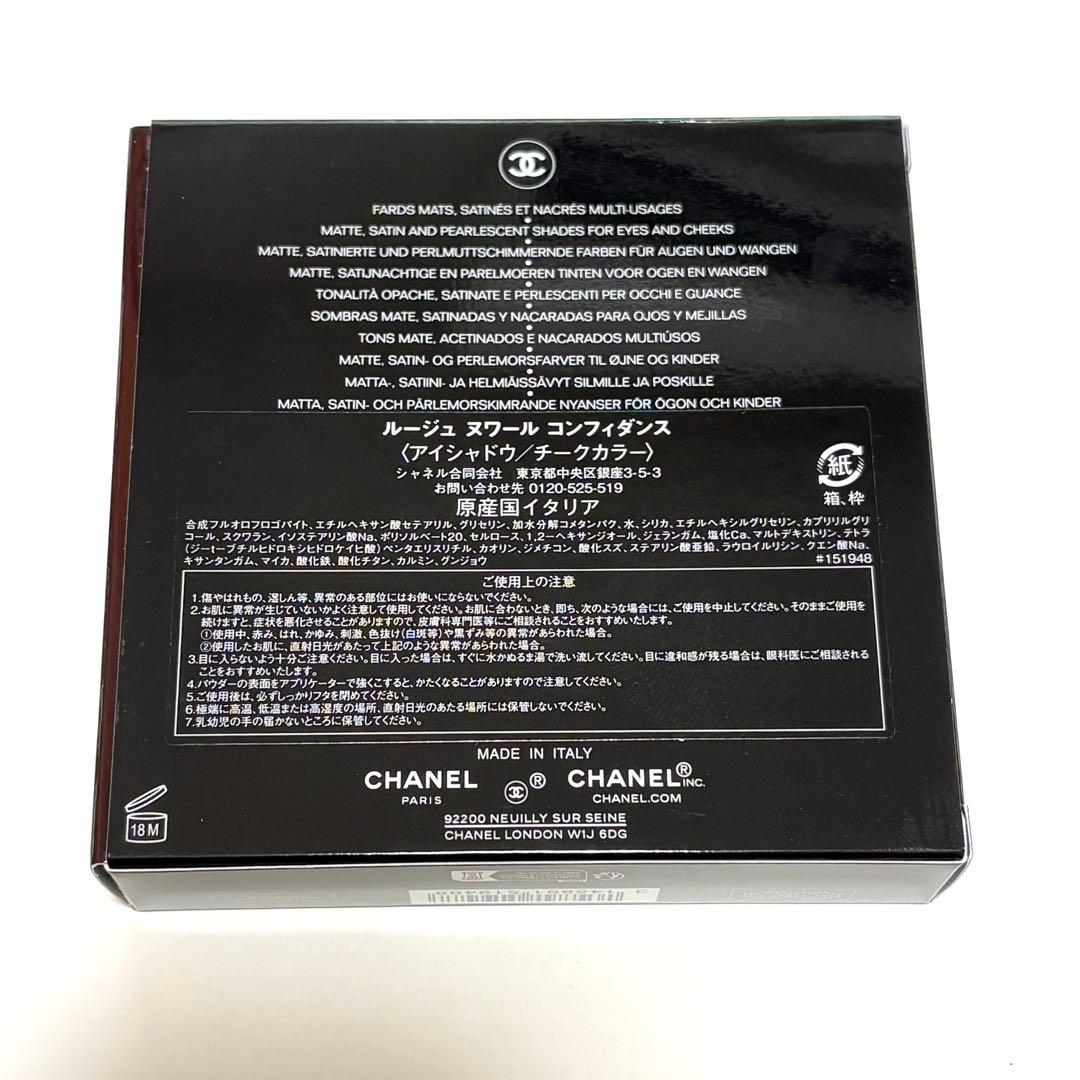 FARDS MATS, SATINÉS ET NACRÉS MULTI-USAGES
MATTE, SATIN AND PEARLESCENT SHADES FOR EYES AND CHEEKS
MATTE, SATINIERTE UND PERLMUTTSCHIMMERNDE FARBEN FÜR AUGEN UND WANGEN
MATTE, SATIJNACHTIGE EN PARELMOEREN TINTEN VOOR OGEN EN WANGEN
TONALITÀ OPACHE, SATINATE E PERLESCENTI PER OCCHI E GUANCE
SOMBRAS MATE, SATINADAS Y NACARADAS PARA OJOS Y MEJILLAS
TONS MATE, ACETINADOS E NACARADOS MULTIÚSOS
MATTE, SATIN- OG PERLEMORSFARVER TIL ØJNE OG KINDER
MATTA-, SATIINI- JA HELMIÄISSÄVYT SILMILLE JA POSKILLE
MATTA, SATIN- OCH PÄRLEMORSKIMRANDE NYANSER FÖR ÖGON OCH KINDER
ルージュ ヌワール コンフィダンス
〈アイシャドウ/チークカラー〉
シャネル合同会社 東京都中央区銀座3-5-3
お問い合わせ先 0120-525-519
原産国イタリア
紙
箱、枠
合成フルオロフロゴパイト、エチルヘキサン酸セテアリル、グリセリン、加水分解コメタンパク、水、シリカ、エチルヘキシルグリセリン、カプリリルグリ
コール、スクワラン、イソステアリン酸Na、ポリソルベート20、セルロース、1,2-ヘキサンジオール、ジェランガム、塩化Ca、マルトデキストリン、テトラ
(ジ-t-ブチルヒドロキシヒドロケイヒ酸)ペンタエリスリチル、カオリン、ジメチコン、酸化スズ、ステアリン酸亜鉛、ラウロイルリシン、クエン酸Na、
キサンタンガム、マイカ、酸化鉄、酸化チタン、カルミン、グンジョウ #151948
ご使用上の注意
1.傷やはれもの、湿しん等、異常のある部位にはお使いにならないでください。
2.お肌に異常が生じていないかよく注意して使用してください。お肌に合わないとき、即ち、次のような場合には、ご使用を中止してください。そのままご使用を
続けますと、症状を悪化させることがありますので、皮膚科専門医等にご相談されることをおすすめいたします。
①使用中、赤み、はれ、かゆみ、刺激、色抜け(白斑等)や黒ずみ等の異常があらわれた場合。
②使用したお肌に、直射日光があたって上記のような異常があらわれた場合。
3.目に入らないよう十分ご注意ください。目に入った場合は、すぐに水かぬるま湯で洗い流してください。目に違和感が残る場合は、眼科医にご相談される
ことをおすすめいたします。
4.パウダーの表面をアプリケーターで強くこすると、かたくなることがありますので注意してください。
5.ご使用後は、必ずしっかりフタを閉めてください。
6.極端に高温、低温または高湿度の場所、直射日光のあたる場所には保管しないでください。
7.乳幼児の手の届かないところに保管してください。
MADE IN ITALY
CHANEL ® CHANEL® INC.
PARIS CHANEL.COM
92200 NEUILLY SUR SEINE
CHANEL LONDON W1J 6DG
18 M